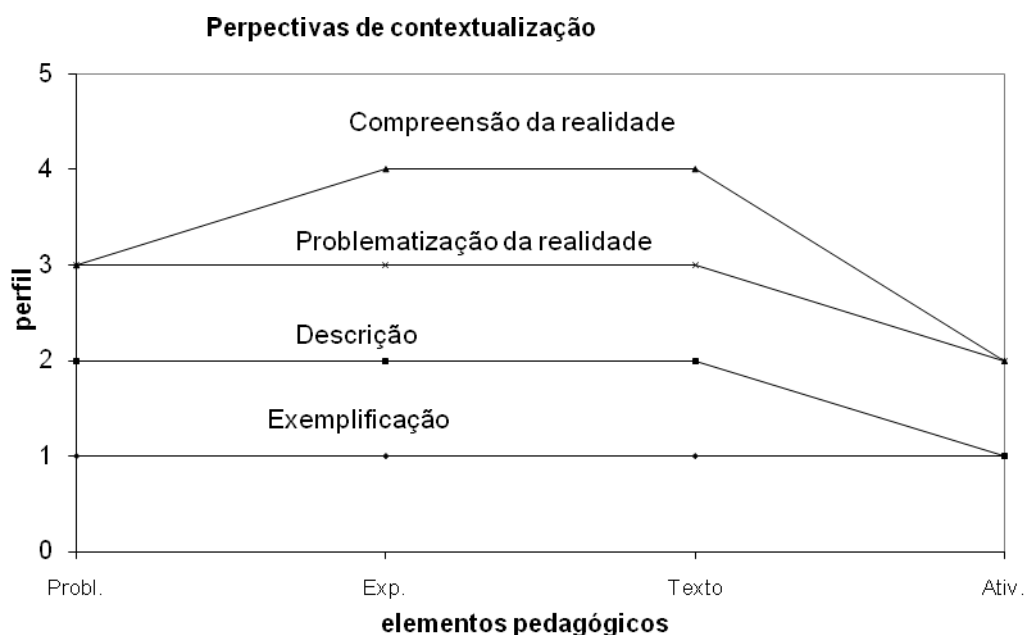 Perpectivas de contextualização
5
Compreensão da realidade
4
Problematização da realidade
3
perfil
Descrição
2
Exemplificação
1
0
Probl. Exp. Texto Ativ.
elementos pedagógicos